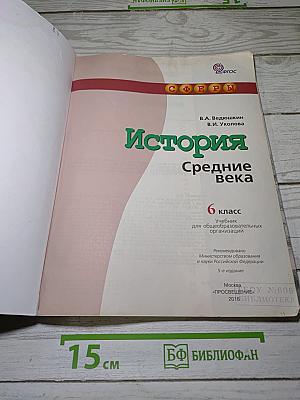 ФГОС
СФЕРЫ
В.А. Ведюшкин
В.И. Уколова
История
Средние
века
6 класс
Учебник
для общеобразовательных
организаций
Рекомендовано
Министерством образования
и науки Российской Федерации
5-е издание
Москва
«ПРОСВЕЩЕНИЕ»
2016
БИБЛИОТЕКА
15 см
БФ БИБЛИОФАН